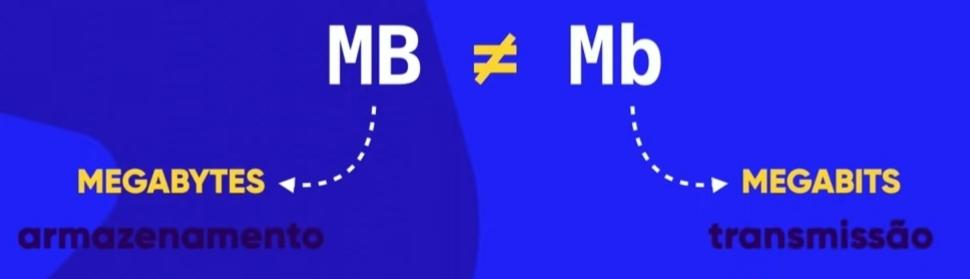 MB ≠ Mb
MEGABYTES MEGABITS
armazenamento transmissão